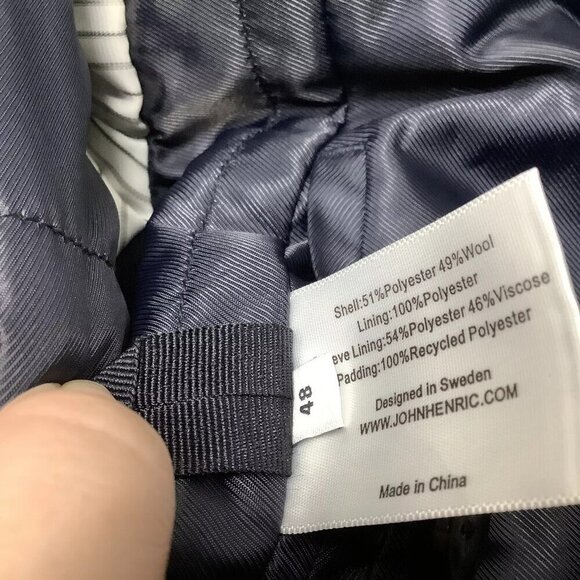 Shell:51%Polyester 49%Wool
Lining:100%Polyester
eve Lining:54%Polyester 46%Viscose
Padding:100%Recycled Polyester
Designed in Sweden
WWW.JOHNHENRIC.COM
Made in China
48